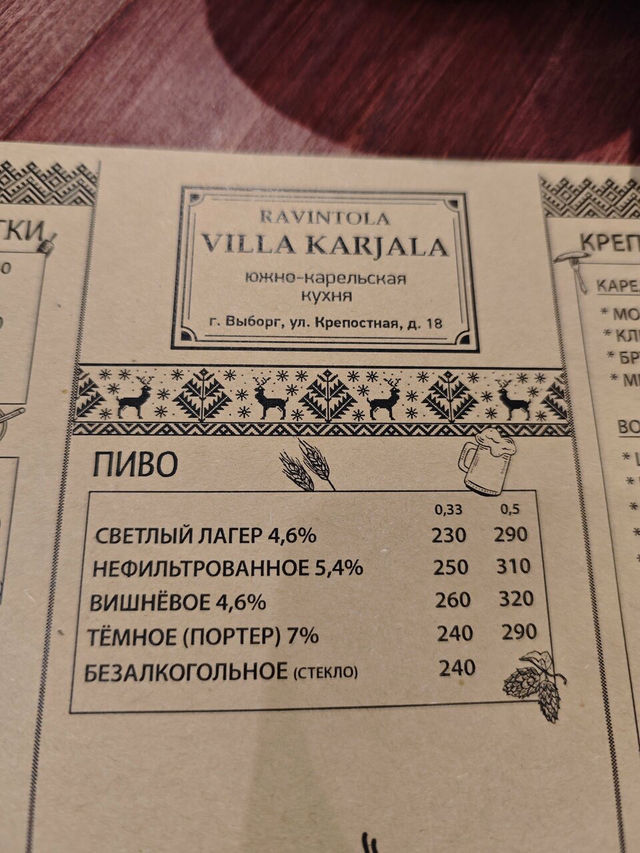 RAVINTOLA
VILLA KARJALA
южно-карельская
кухня
г. Выборг, ул. Крепостная, д. 18
ПИВО
0,33 0,5
СВЕТЛЫЙ ЛАГЕР 4,6% 230 290
НЕФИЛЬТРОВАННОЕ 5,4% 250 310
ВИШНЁВОЕ 4,6% 260 320
ТЁМНОЕ (ПОРТЕР) 7% 240 290
БЕЗАЛКОГОЛЬНОЕ (СТЕКЛО) 240